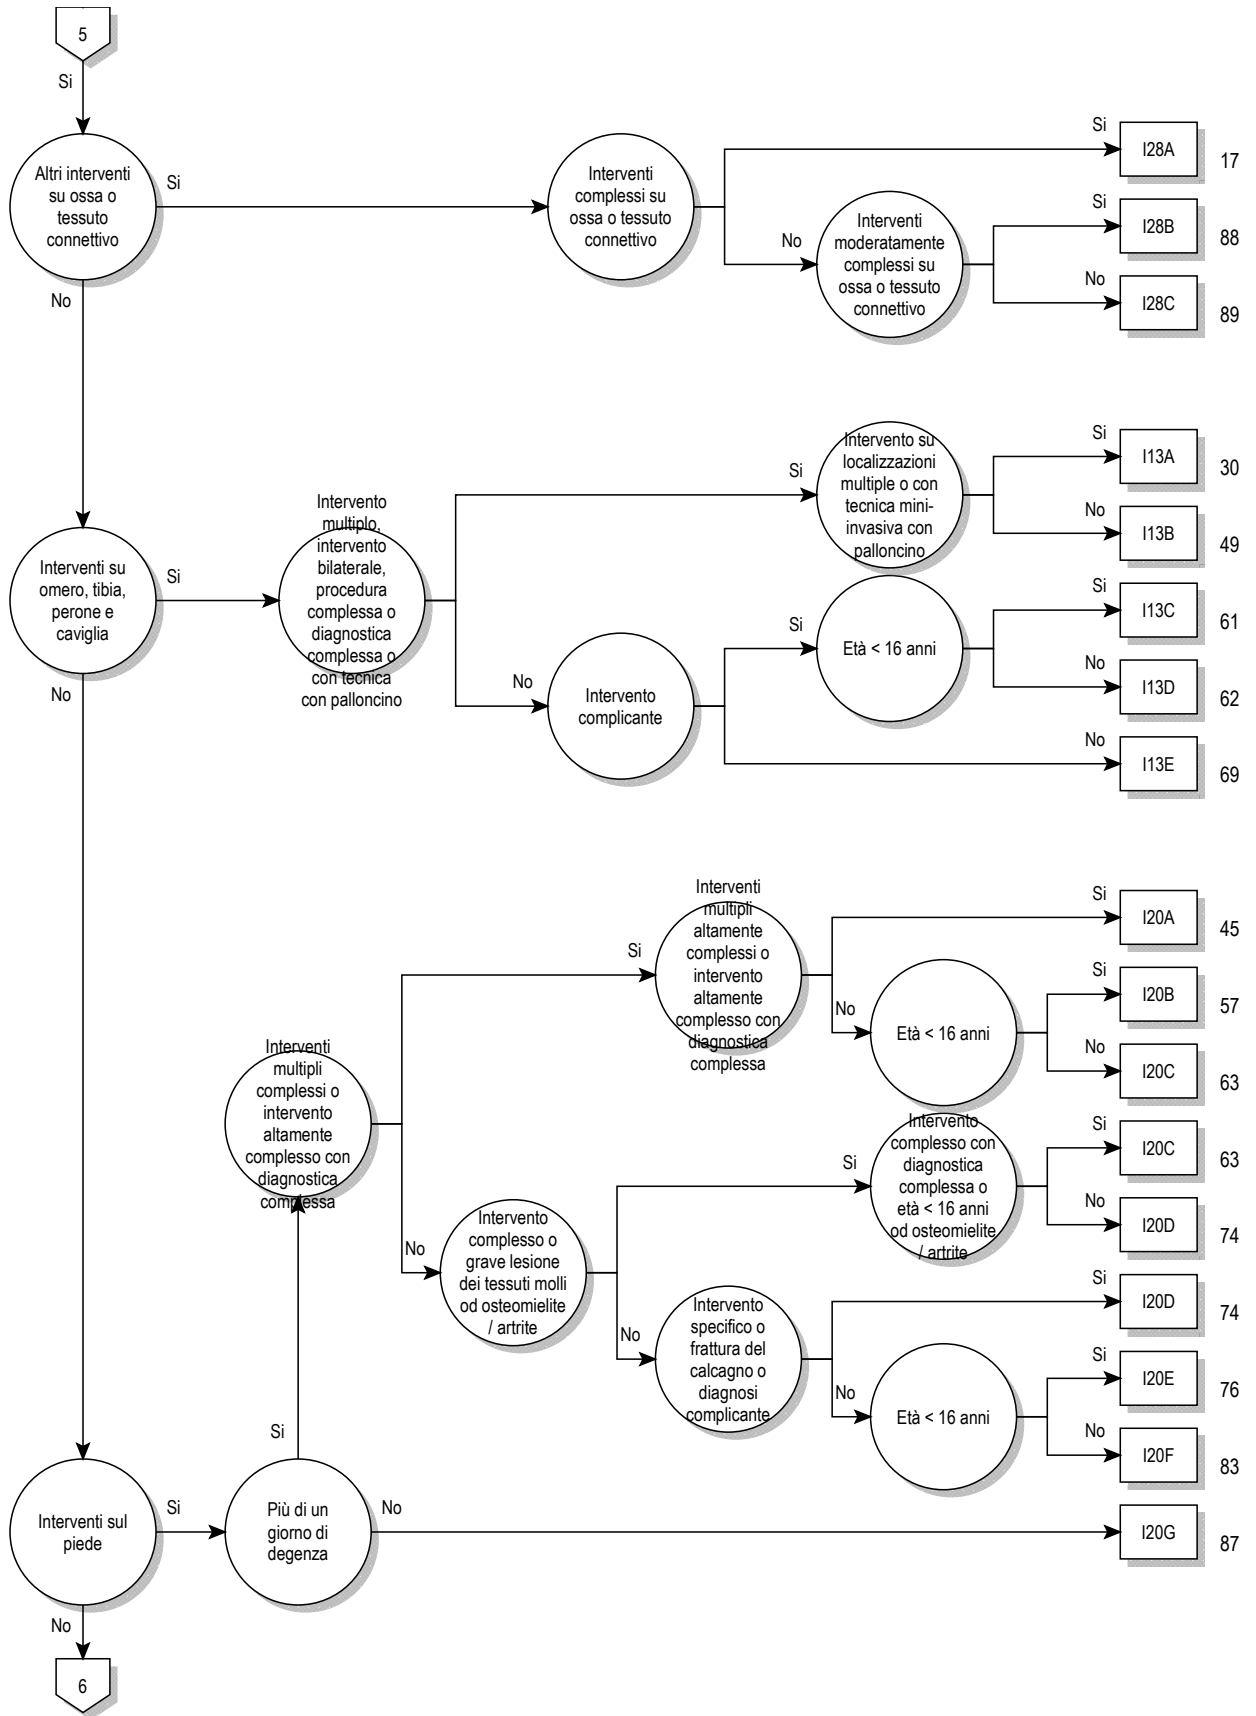 5
Si
Altri interventi
su ossa o
tessuto
connettivo
Si
Interventi
complessi su
ossa o tessuto
connettivo
Si
I28A
17
No
Interventi
moderatamente
complessi su
ossa o tessuto
connettivo
Si
I28B
88
No
I28C
89
No
Interventi su
omero, tibia,
perone e
caviglia
Si
Intervento
multiplo,
intervento
bilaterale,
procedura
complessa o
diagnostica
complessa o
con tecnica
con palloncino
Si
Intervento su
localizzazioni
multiple o con
tecnica mini-
invasiva con
palloncino
Si
I13A
30
No
I13B
49
No
Intervento
complicante
Si
Età < 16 anni
Si
I13C
61
No
I13D
62
No
I13E
69
No
Interventi
multipli
complessi o
intervento
altamente
complesso con
diagnostica
complessa
Si
Interventi
multipli
altamente
complessi o
intervento
altamente
complesso con
diagnostica
complessa
Si
I20A
45
No
Età < 16 anni
Si
I20B
57
No
I20C
63
No
Intervento
complesso o
grave lesione
dei tessuti molli
od osteomielite
/ artrite
Si
Intervento
complesso con
diagnostica
complessa o
età < 16 anni
od osteomielite
/ artrite
Si
I20C
63
No
I20D
74
No
Intervento
specifico o
frattura del
calcagno o
diagnosi
complicante
Si
I20D
74
No
Età < 16 anni
Si
I20E
76
No
I20F
83
Si
Interventi sul
piede
Si
Più di un
giorno di
degenza
No
I20G
87
No
6